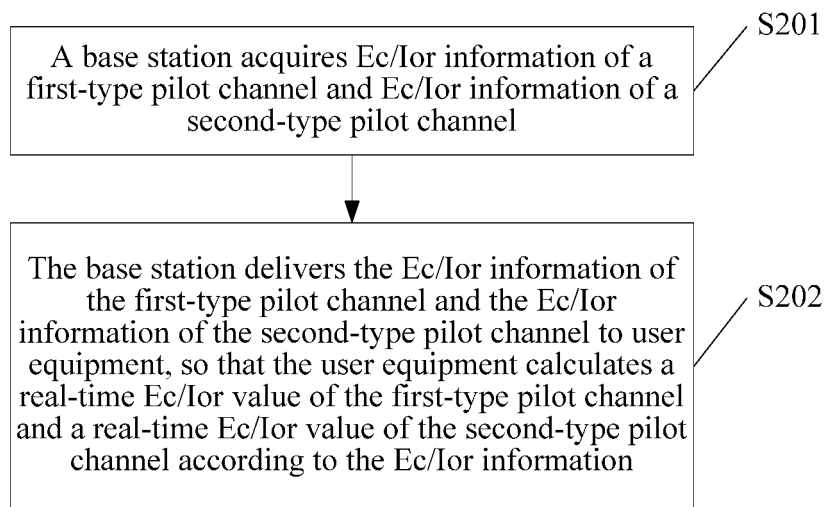 S201
A base station acquires Ec/Ior information of a
first-type pilot channel and Ec/Ior information of a
second-type pilot channel
The base station delivers the Ec/Ior information of
the first-type pilot channel and the Ec/Ior
information of the second-type pilot channel to user
equipment, so that the user equipment calculates a
real-time Ec/Ior value of the first-type pilot channel
and a real-time Ec/Ior value of the second-type pilot
channel according to the Ec/Ior information
S202